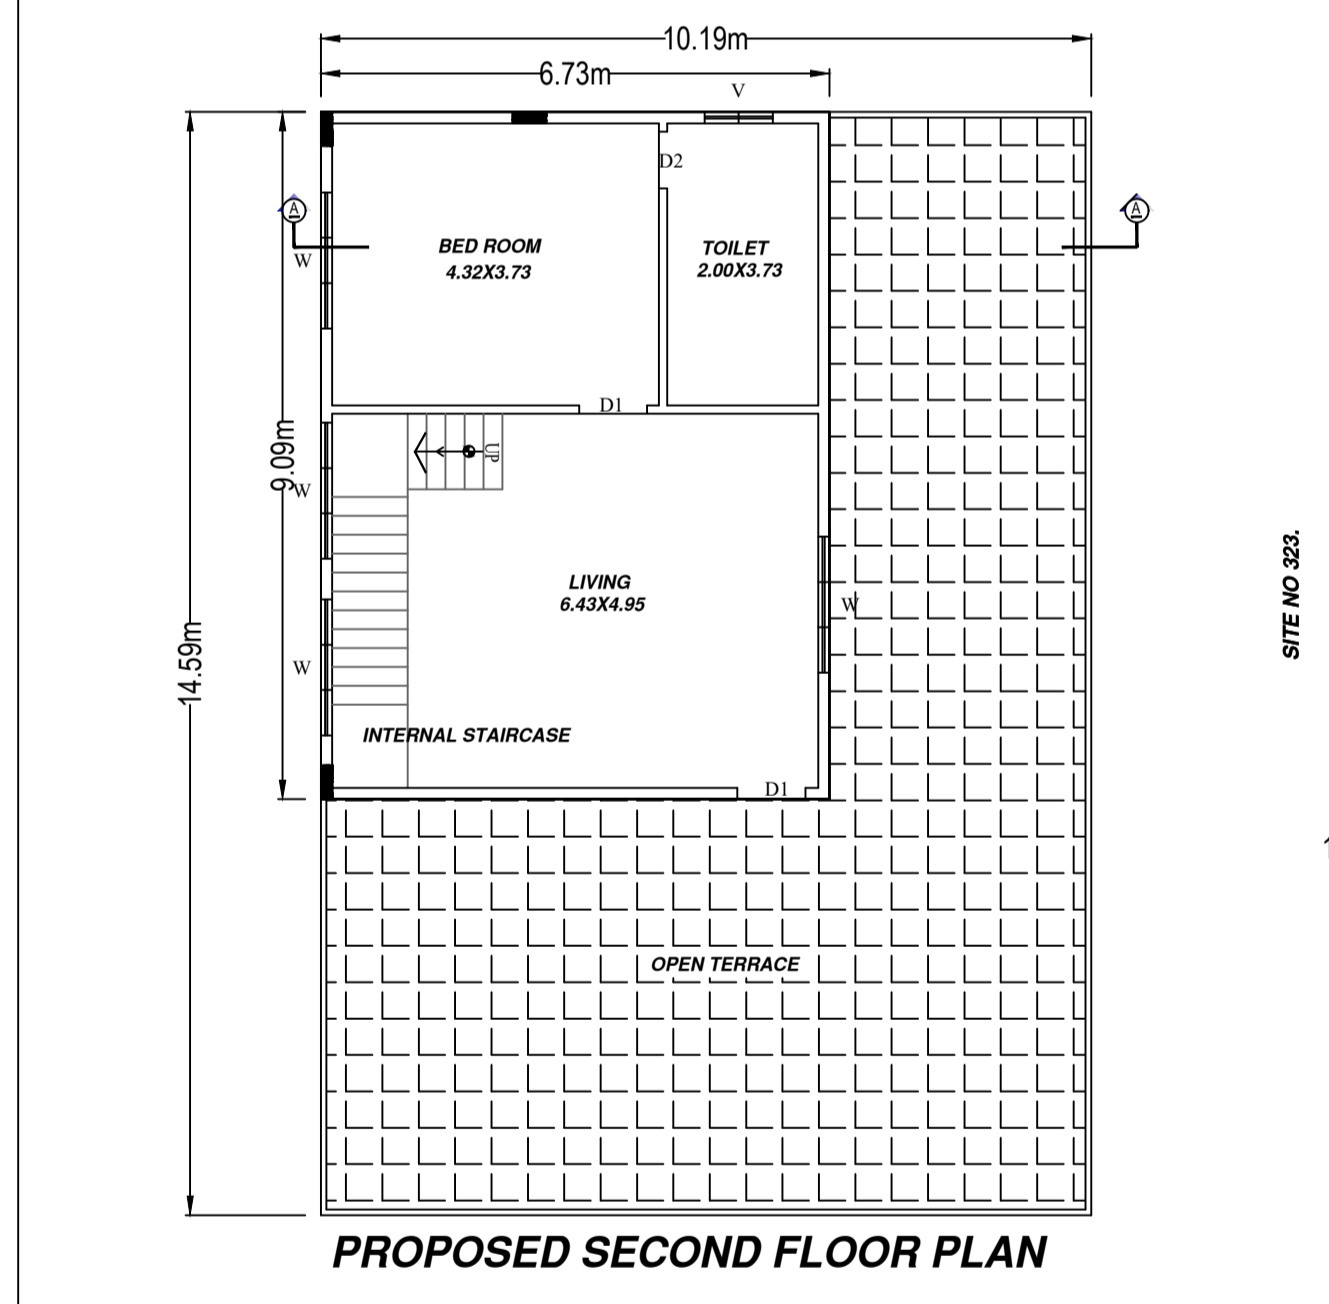 10.19m
6.73m
V
D2
A
A
BED ROOM
4.32X3.73
TOILET
2.00X3.73
W
D1
UP
9.09m
W
SITE NO 323.
LIVING
6.43X4.95
W
14.59m
W
INTERNAL STAIRCASE
D1
OPEN TERRACE
PROPOSED SECOND FLOOR PLAN